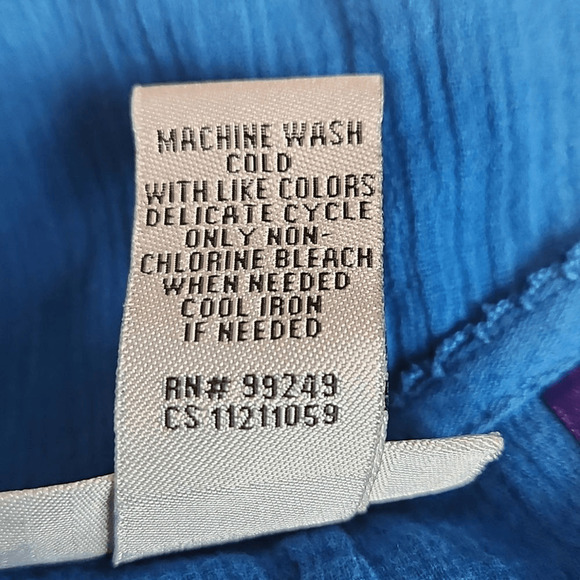 MACHINE WASH
COLD
WITH LIKE COLORS
DELICATE CYCLE
ONLY NON-
CHLORINE BLEACH
WHEN NEEDED
COOL IRON
IF NEEDED
RN# 99249
CS 11211059